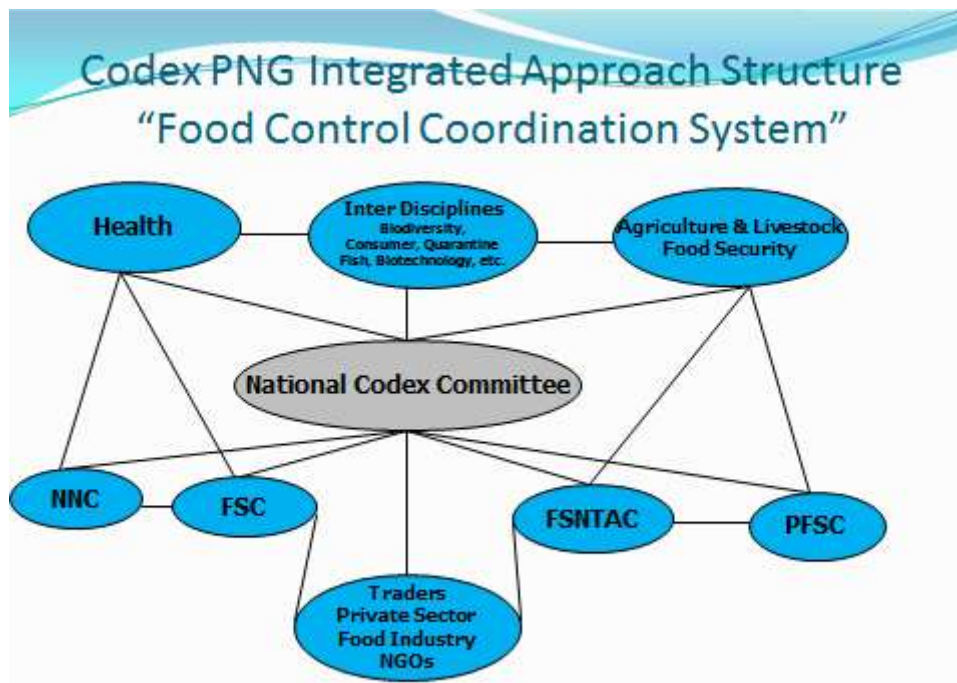 Codex PNG Integrated Approach Structure
“Food Control Coordination System”
Health
Inter Disciplines
Biodiversity,
Consumer, Quarantine
Fish, Biotechnology, etc.
Agriculture & Livestock
Food Security
National Codex Committee
NNC
FSC
FSNTAC
PFSC
Traders
Private Sector
Food Industry
NGOs